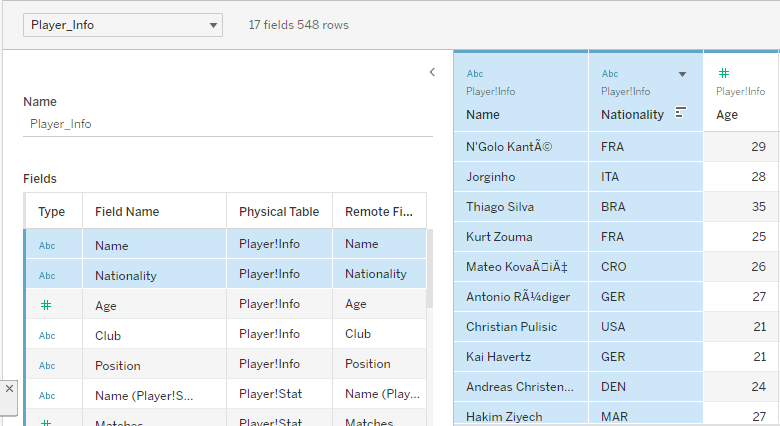 Player_Info
17 fields 548 rows
Name
Player_Info
Fields
Type Field Name Physical Table Remote Fi...
Abc Name Player!Info Name
Abc Nationality Player!Info Nationality
# Age Player!Info Age
Abc Club Player!Info Club
Abc Position Player!Info Position
Abc Name (Player!S... Player!Stat Name (Play...
# Matches Player!Stat Matches
Abc Abc #
Player!Info Player!Info Player!Info
Name Nationality Age
N'Golo KantÃ© FRA 29
Jorginho ITA 28
Thiago Silva BRA 35
Kurt Zouma FRA 25
Mateo KovaÄ□iÄ‡ CRO 26
Antonio RÃ¼diger GER 27
Christian Pulisic USA 21
Kai Havertz GER 21
Andreas Christen... DEN 24
Hakim Ziyech MAR 27